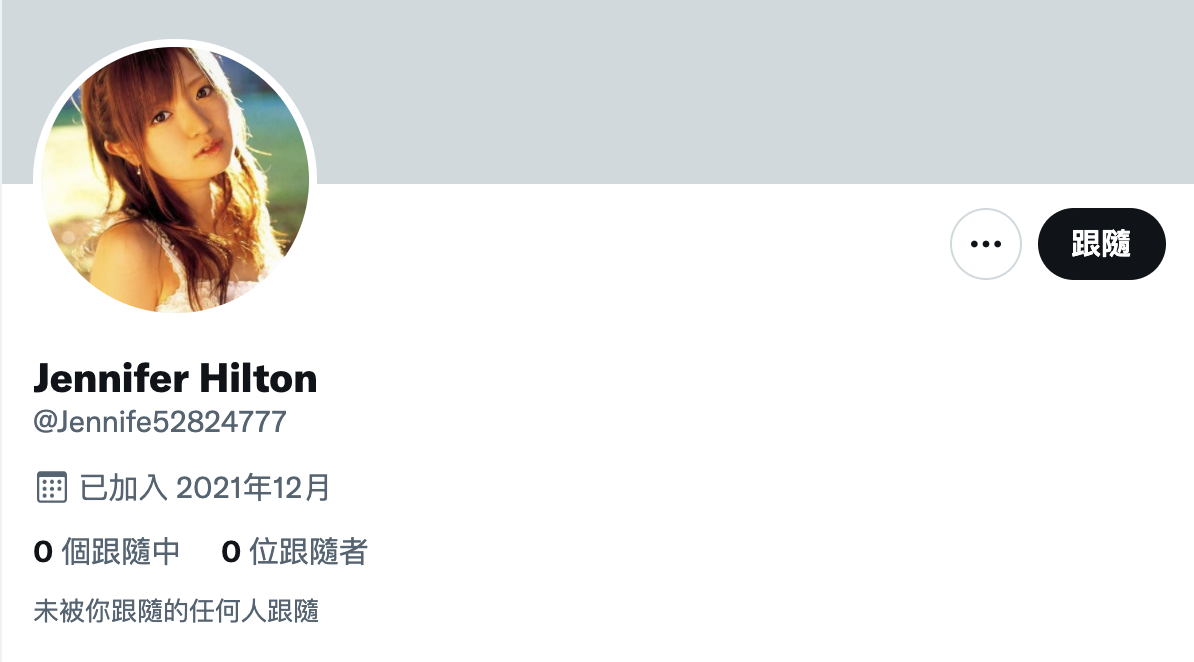 跟隨
Jennifer Hilton
@Jennife52824777
已加入 2021年12月
0 個跟隨中 0 位跟隨者
未被你跟隨的任何人跟隨